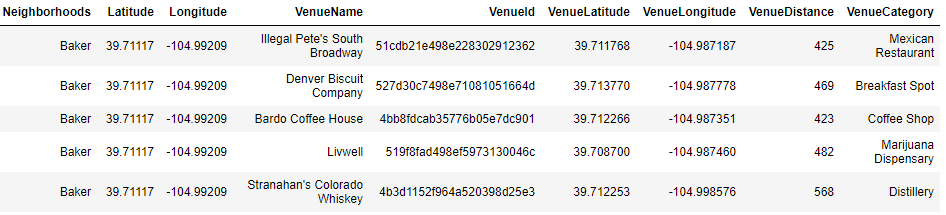 Neighborhoods Latitude Longitude VenueName VenueId VenueLatitude VenueLongitude VenueDistance VenueCategory
Baker 39.71117 -104.99209 Illegal Pete's South Broadway 51cdb21e498e228302912362 39.711768 -104.987187 425 Mexican Restaurant
Baker 39.71117 -104.99209 Denver Biscuit Company 527d30c7498e71081051664d 39.713770 -104.987778 469 Breakfast Spot
Baker 39.71117 -104.99209 Bardo Coffee House 4bb8fdcab35776b05e7dc901 39.712266 -104.987351 423 Coffee Shop
Baker 39.71117 -104.99209 Livwell 519f8fad498ef5973130046c 39.708700 -104.987460 482 Marijuana Dispensary
Baker 39.71117 -104.99209 Stranahan's Colorado Whiskey 4b3d1152f964a520398d25e3 39.712253 -104.998576 568 Distillery